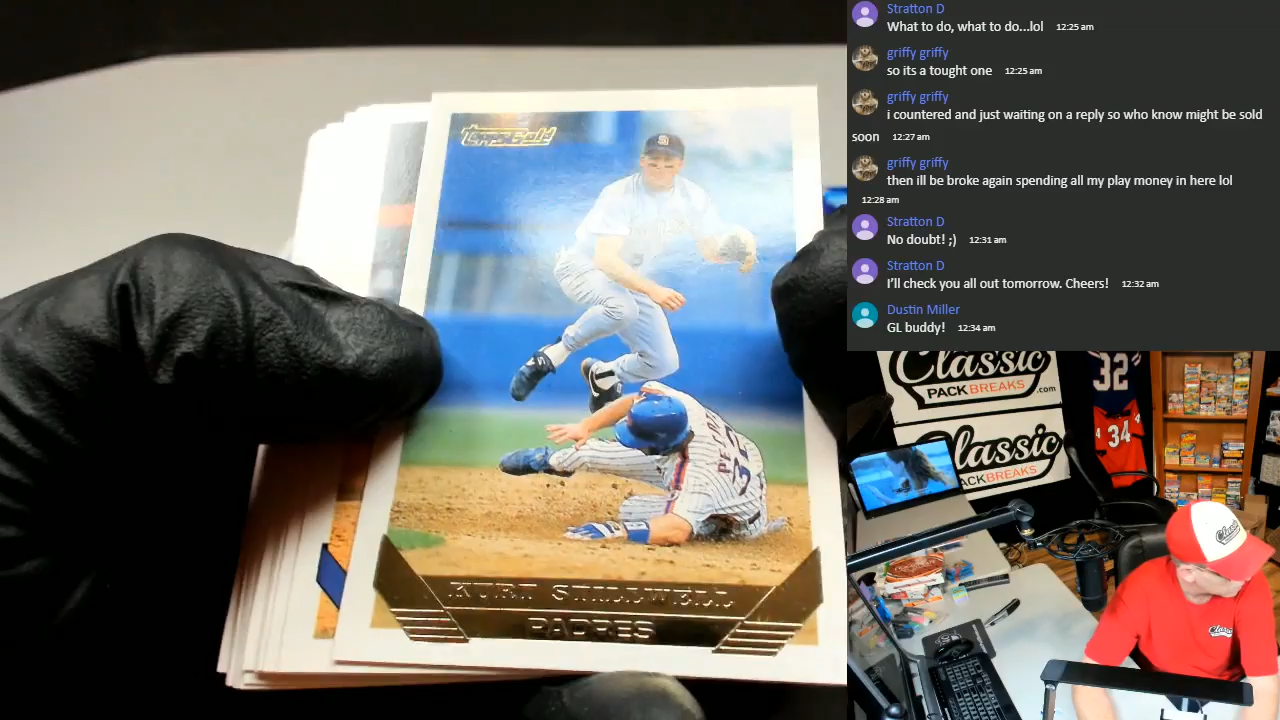 Topps Gold
KURT STILLWELL
PADRES
32
Stratton D
What to do, what to do...lol 12:25 am
griffy griffy
so its a tought one 12:25 am
griffy griffy
i countered and just waiting on a reply so who know might be sold
soon 12:27 am
griffy griffy
then ill be broke again spending all my play money in here lol
12:28 am
Stratton D
No doubt! ;) 12:31 am
Stratton D
I'll check you all out tomorrow. Cheers! 12:32 am
Dustin Miller
GL buddy! 12:34 am
Classic
PACK BREAKS.com
Classic
PACKBREAKS
32
34
Classic
Classic